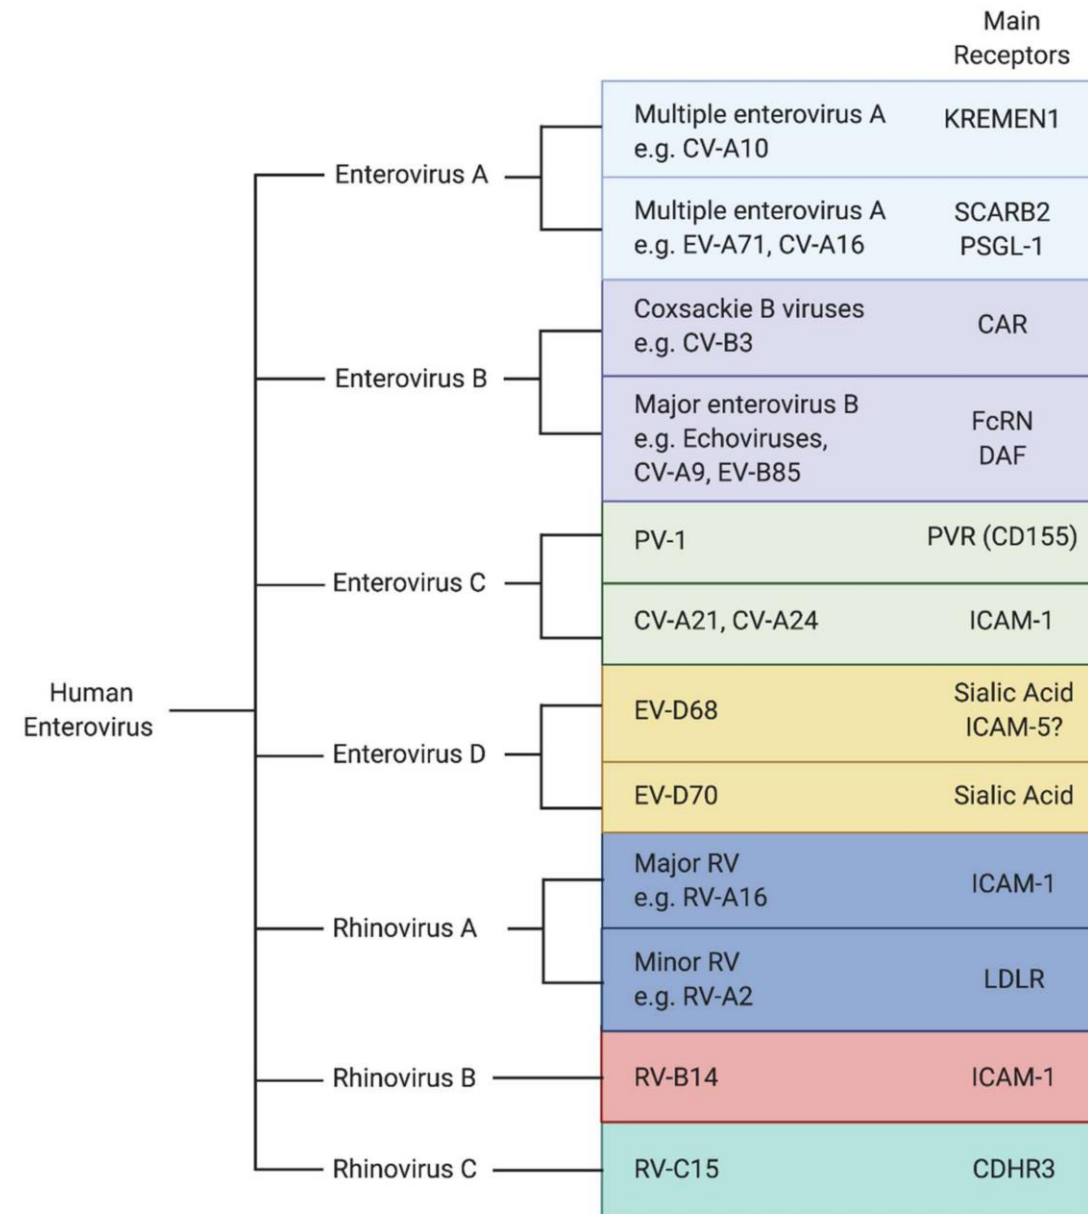 Main
Receptors
Multiple enterovirus A
e.g. CV-A10
KREMEN1
Enterovirus A
Multiple enterovirus A
e.g. EV-A71, CV-A16
SCARB2
PSGL-1
Coxsackie B viruses
e.g. CV-B3
CAR
Enterovirus B
Major enterovirus B
e.g. Echoviruses,
CV-A9, EV-B85
FcRN
DAF
PV-1
PVR (CD155)
Enterovirus C
CV-A21, CV-A24
ICAM-1
Human
Enterovirus
EV-D68
Sialic Acid
ICAM-5?
Enterovirus D
EV-D70
Sialic Acid
Major RV
e.g. RV-A16
ICAM-1
Rhinovirus A
Minor RV
e.g. RV-A2
LDLR
Rhinovirus B
RV-B14
ICAM-1
Rhinovirus C
RV-C15
CDHR3